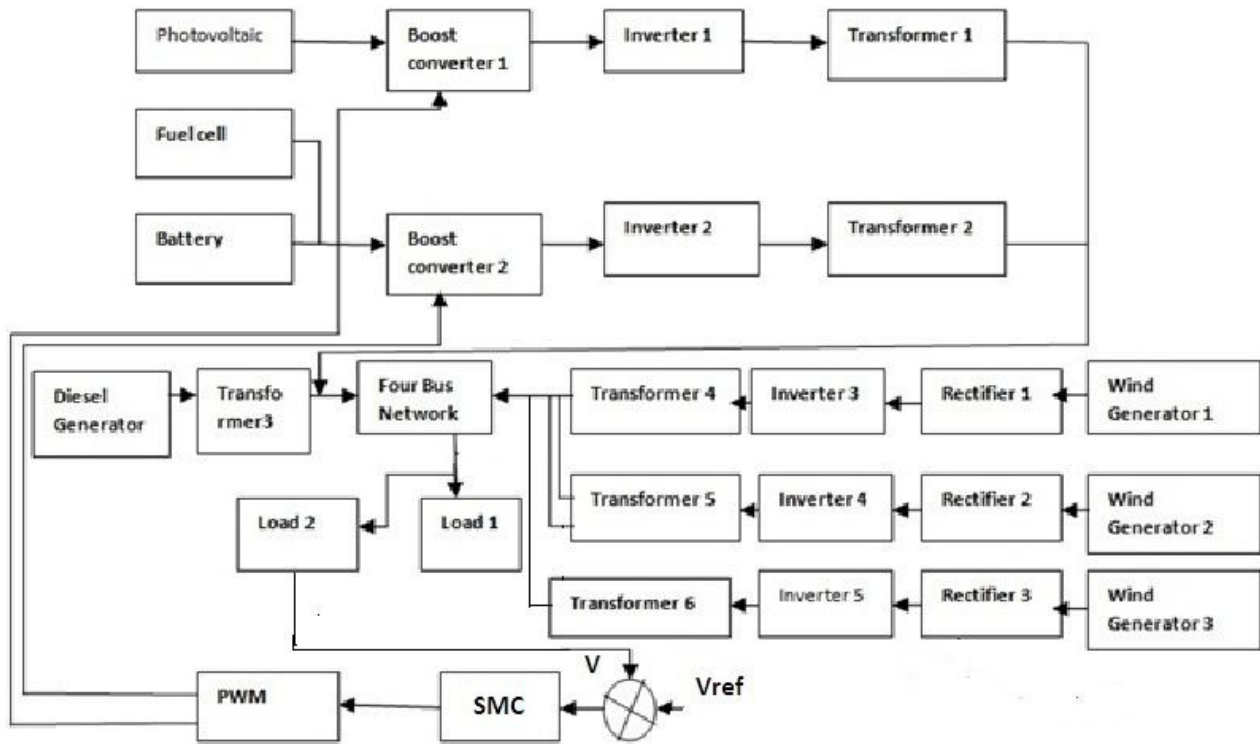 Photovoltaic
Boost
converter 1
Inverter 1
Transformer 1
Fuel cell
Battery
Boost
converter 2
Inverter 2
Transformer 2
Diesel
Generator
Transfo
rmer3
Four Bus
Network
Transformer 4
Inverter 3
Rectifier 1
Wind
Generator 1
Load 2
Load 1
Transformer 5
Inverter 4
Rectifier 2
Wind
Generator 2
Transformer 6
Inverter 5
Rectifier 3
Wind
Generator 3
PWM
SMC
V
Vref